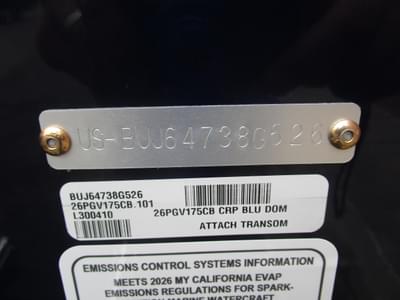 US-BUJ64738G526
BUJ64738G526
26PGV175CB.101
L300410
26PGV175CB CRP BLU DOM
ATTACH TRANSOM
EMISSIONS CONTROL SYSTEMS INFORMATION
MEETS 2026 MY CALIFORNIA EVAP
EMISSIONS REGULATIONS FOR SPARK-
IGNITION MARINE WATERCRAFT